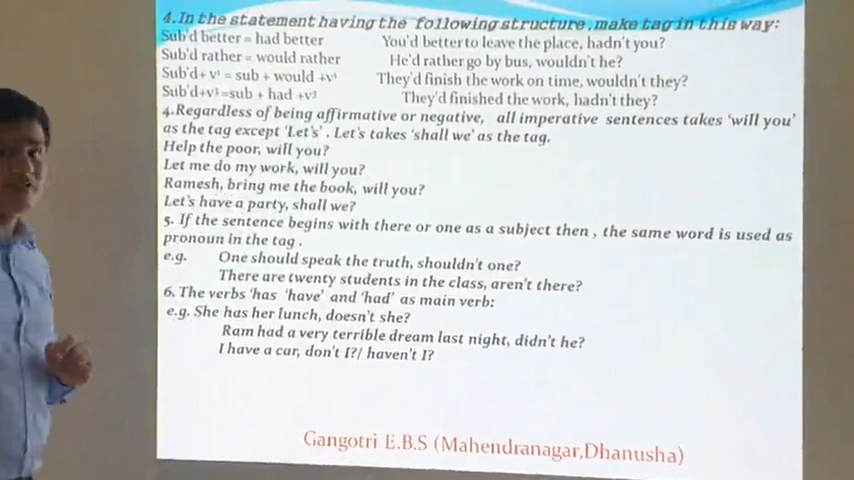 4.In the statement having the following structure ,make tag in this way:
Sub'd better = had better You'd better to leave the place, hadn't you?
Sub'd rather = would rather He'd rather go by bus, wouldn't he?
Sub'd+ v¹ = sub + would +v¹ They'd finish the work on time, wouldn't they?
Sub'd+v³ =sub + had +v³ They'd finished the work, hadn't they?
4.Regardless of being affirmative or negative, all imperative sentences takes 'will you'
as the tag except 'Let's' . Let's takes 'shall we' as the tag.
Help the poor, will you?
Let me do my work, will you?
Ramesh, bring me the book, will you?
Let's have a party, shall we?
5. If the sentence begins with there or one as a subject then , the same word is used as
pronoun in the tag .
e.g. One should speak the truth, shouldn't one?
There are twenty students in the class, aren't there?
6. The verbs 'has 'have' and 'had' as main verb:
e.g. She has her lunch, doesn't she?
Ram had a very terrible dream last night, didn't he?
I have a car, don't I?/ haven't I?
Gangotri E.B.S (Mahendranagar,Dhanusha)